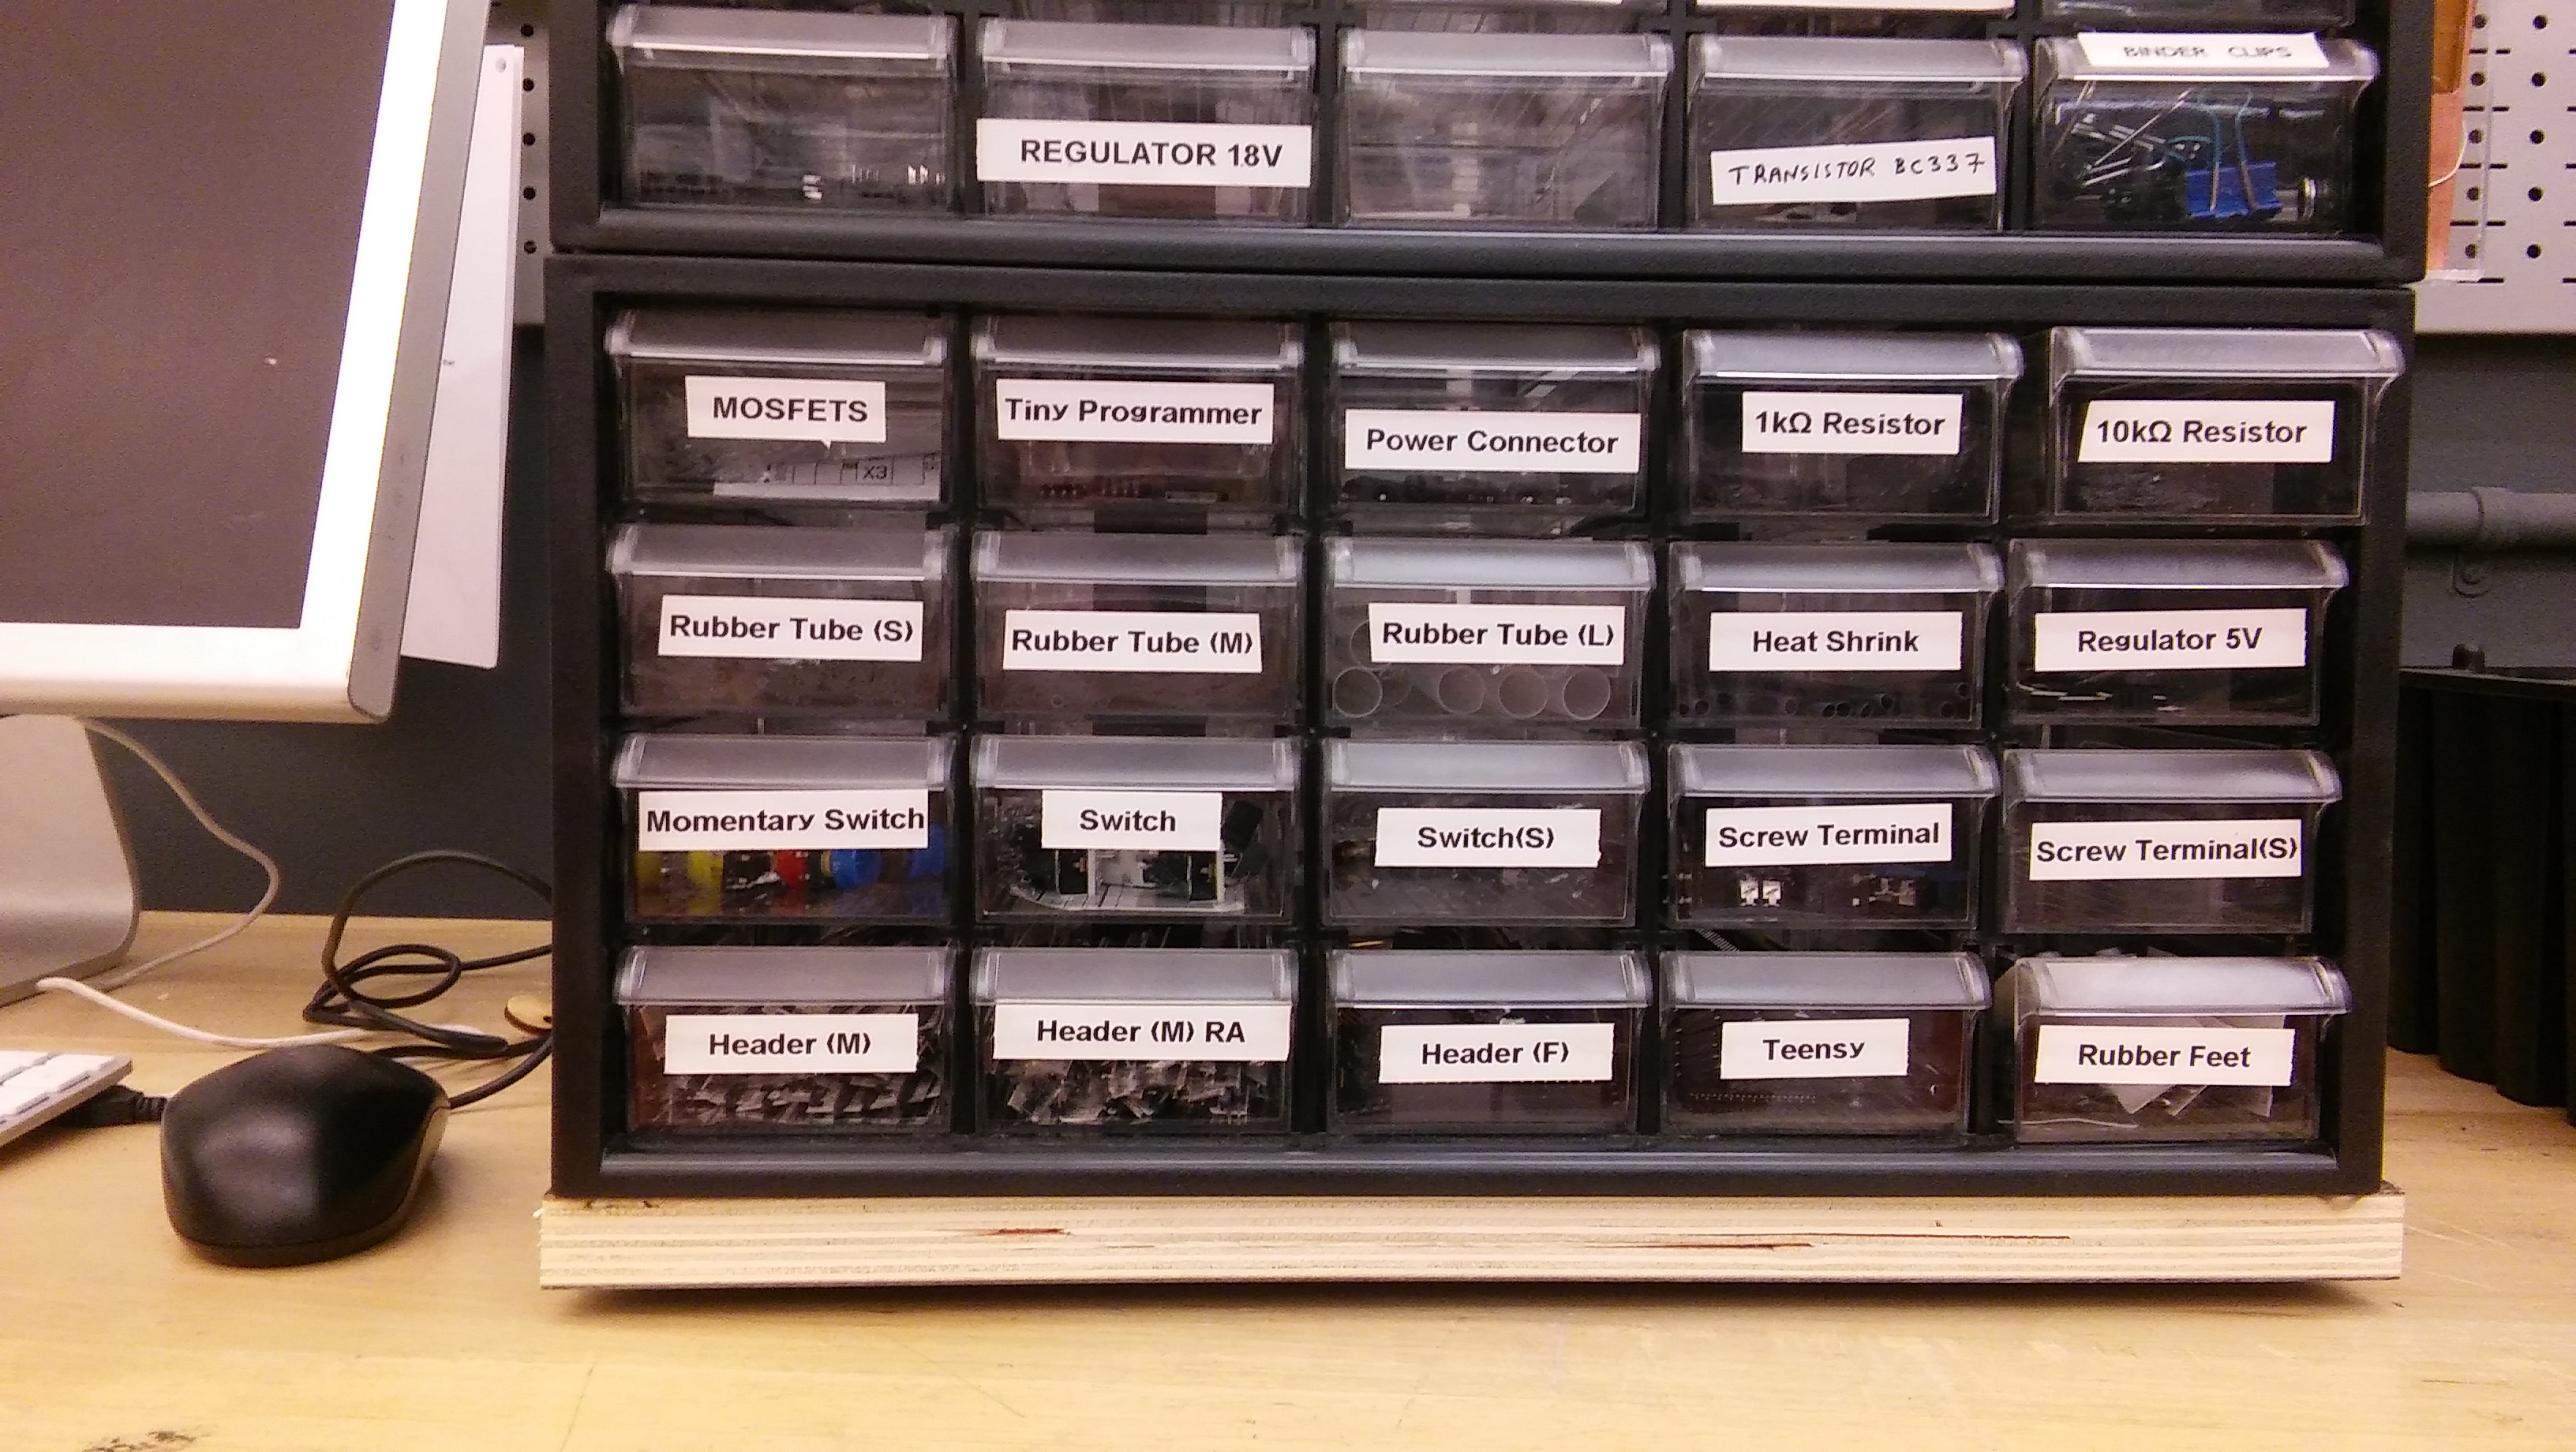 BINDER CLIPS
REGULATOR 18V
TRANSISTOR BC337
MOSFETS
Tiny Programmer
Power Connector
1kΩ Resistor
10kΩ Resistor
X3
Rubber Tube (S)
Rubber Tube (M)
Rubber Tube (L)
Heat Shrink
Regulator 5V
Momentary Switch
Switch
Switch(S)
Screw Terminal
Screw Terminal(S)
Header (M)
Header (M) RA
Header (F)
Teensy
Rubber Feet